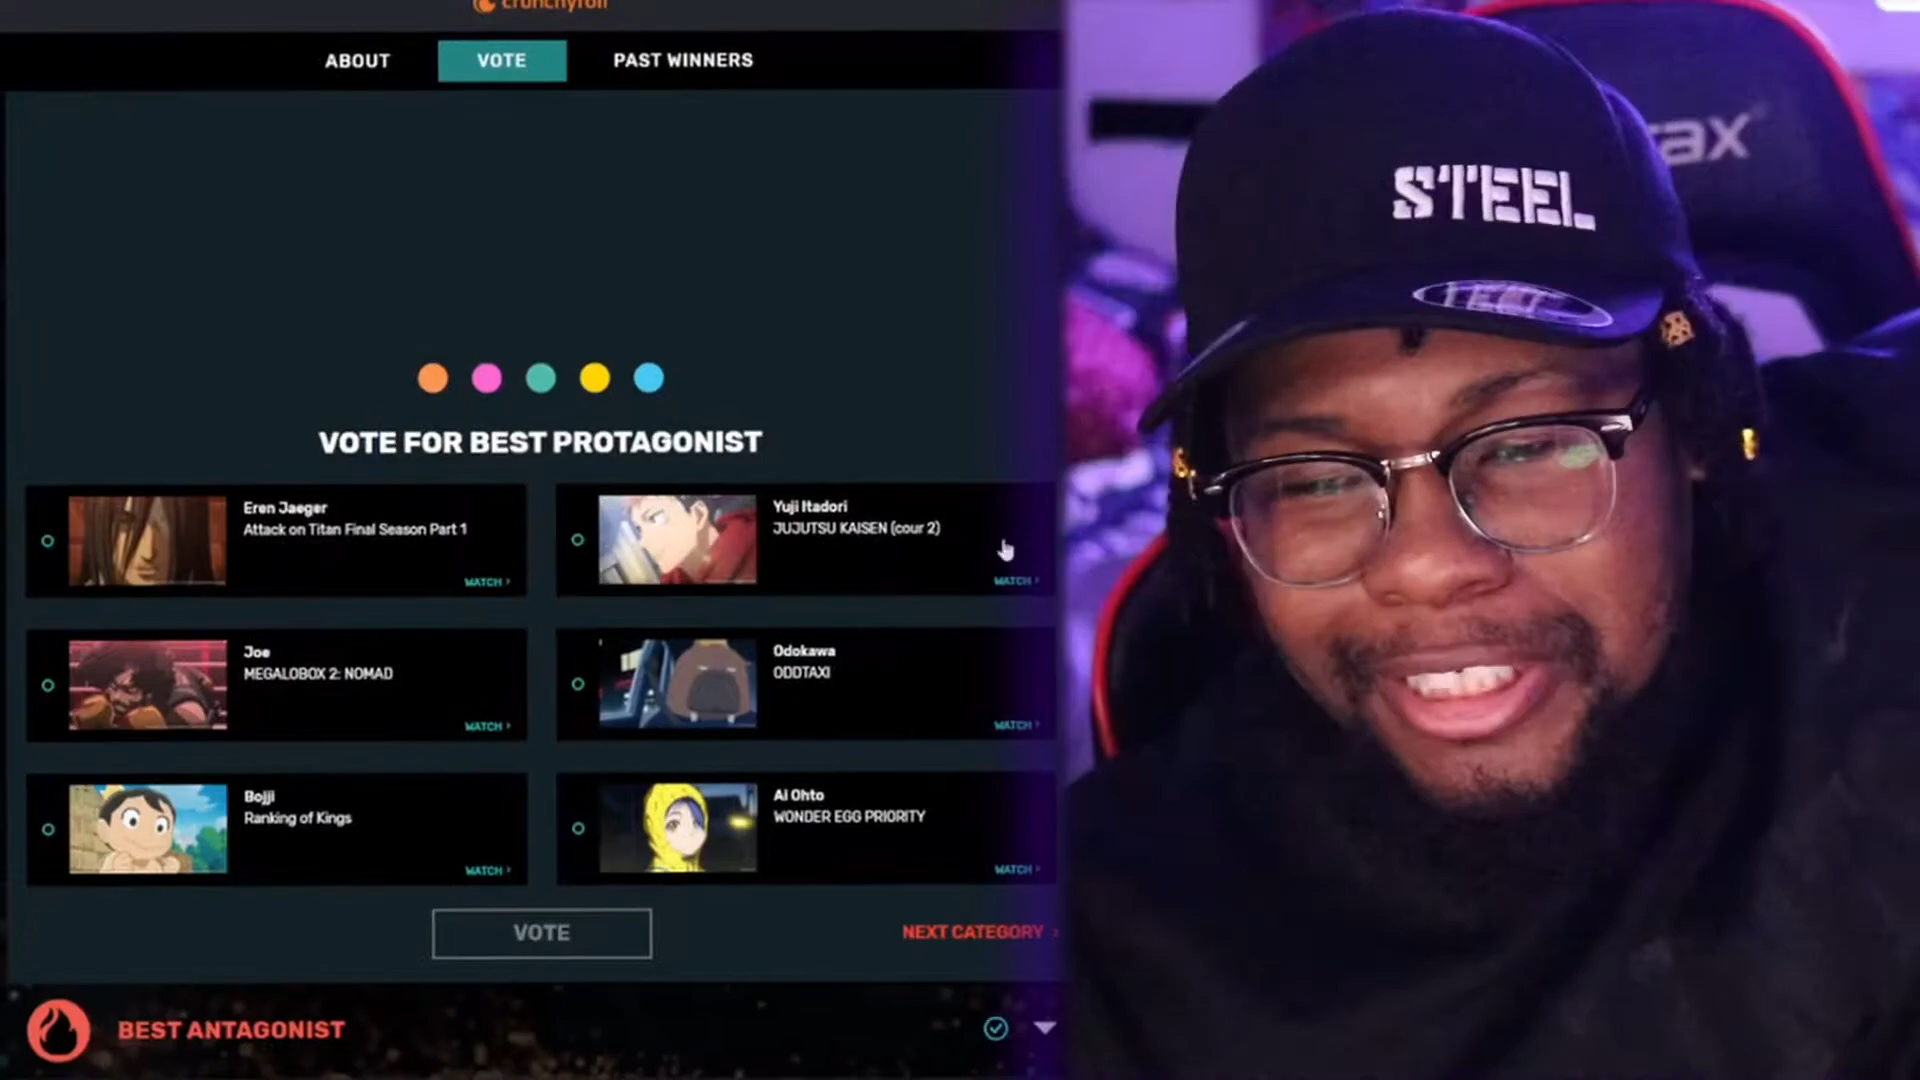 crunchyroll
ABOUT
VOTE
PAST WINNERS
VOTE FOR BEST PROTAGONIST
Eren Jaeger
Attack on Titan Final Season Part 1
WATCH ›
Yuji Itadori
JUJUTSU KAISEN (cour 2)
WATCH ›
Joe
MEGALOBOX 2: NOMAD
WATCH ›
Odokawa
ODDTAXI
WATCH ›
Bojji
Ranking of Kings
WATCH ›
Ai Ohto
WONDER EGG PRIORITY
WATCH ›
VOTE
NEXT CATEGORY ›
BEST ANTAGONIST
STEEL
rax